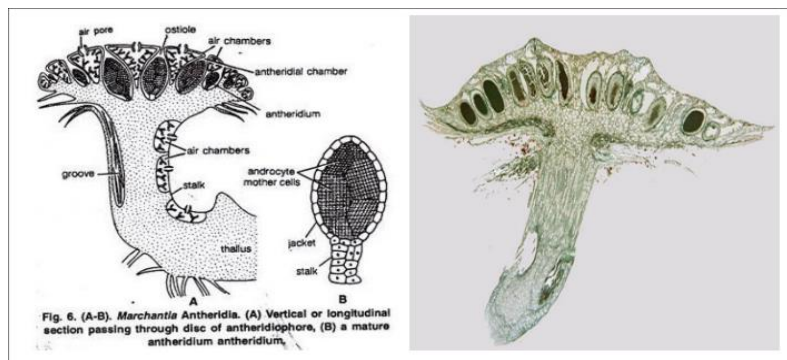 air pore
ostiole
air chambers
antheridial chamber
antheridium
air chambers
groove
stalk
thallus
androcyte
mother cells
jacket
stalk
A
B
Fig. 6. (A-B). Marchantia Antheridia. (A) Vertical or longitudinal
section passing through disc of antheridiophore, (B) a mature
antheridium antheridium.